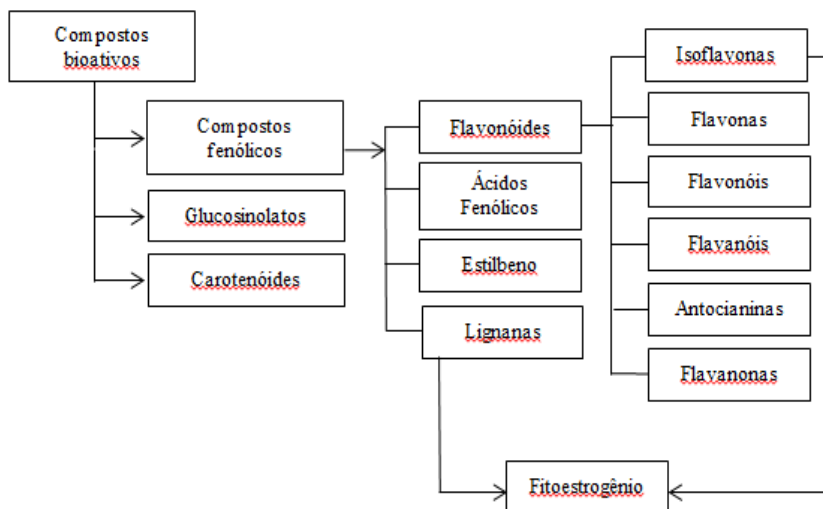 Compostos
bioativos
Compostos
fenólicos
Glucosinolatos
Carotenóides
Flavonóides
Ácidos
Fenólicos
Estilbeno
Lignanas
Isoflavonas
Flavonas
Flavonóis
Flavanóis
Antocianinas
Flavanonas
Fitoestrogênio